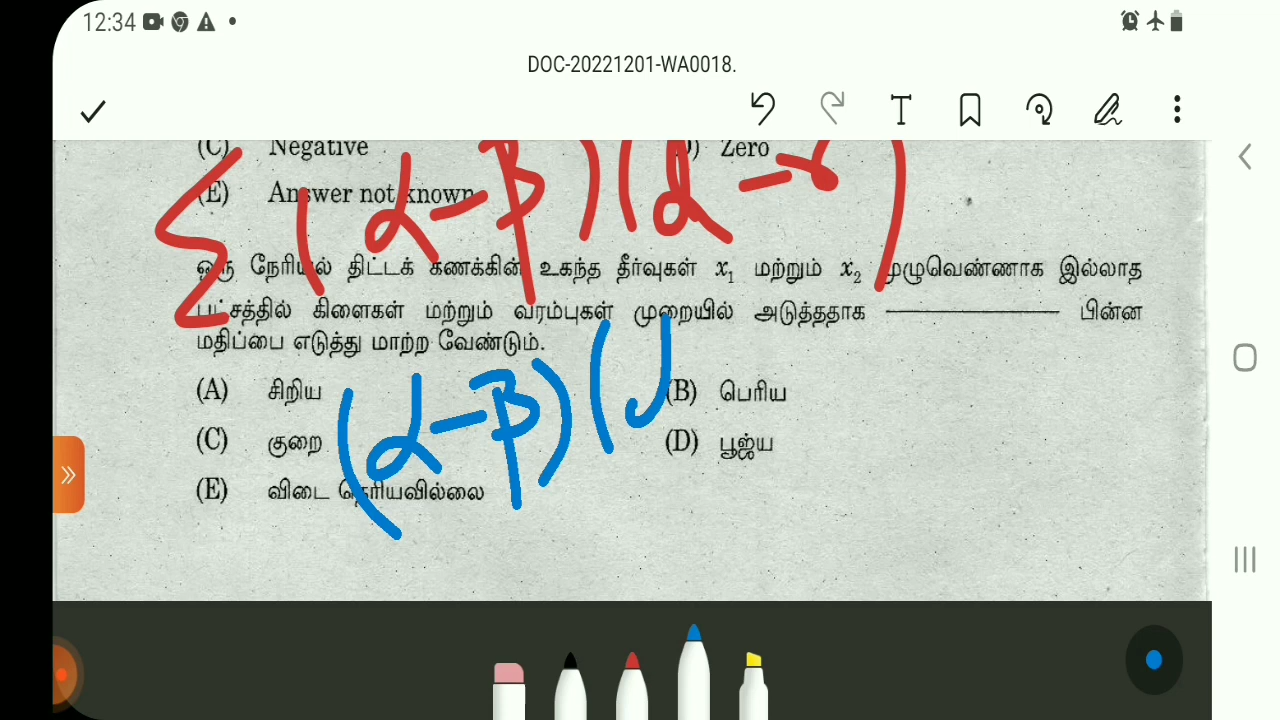 12:34
DOC-20221201-WA0018.
(C) Negative (D) Zero
(E) Answer not known
Σ (α-β) (α-γ)
ஒரு நேரியல் திட்டக் கணக்கின் உகந்த தீர்வுகள் x₁ மற்றும் x₂ முழுவெண்ணாக இல்லாத
பட்சத்தில் கிளைகள் மற்றும் வரம்புகள் முறையில் அடுத்ததாக ———— பின்ன
மதிப்பை எடுத்து மாற்ற வேண்டும்.
(A) சிறிய (B) பெரிய
(α-β) (
(C) குறை (D) பூஜ்ய
(E) விடை தெரியவில்லை